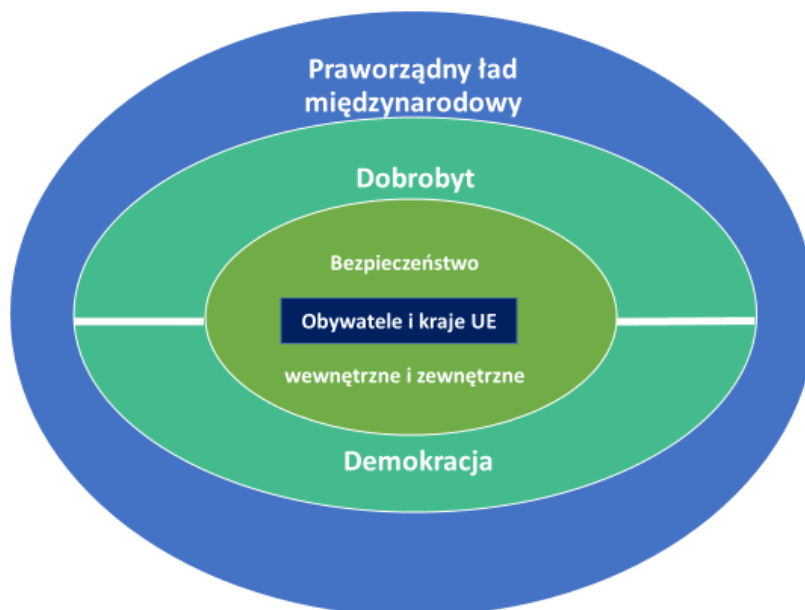 Praworządny ład
międzynarodowy
Dobrobyt
Bezpieczeństwo
Obywatele i kraje UE
wewnętrzne i zewnętrzne
Demokracja